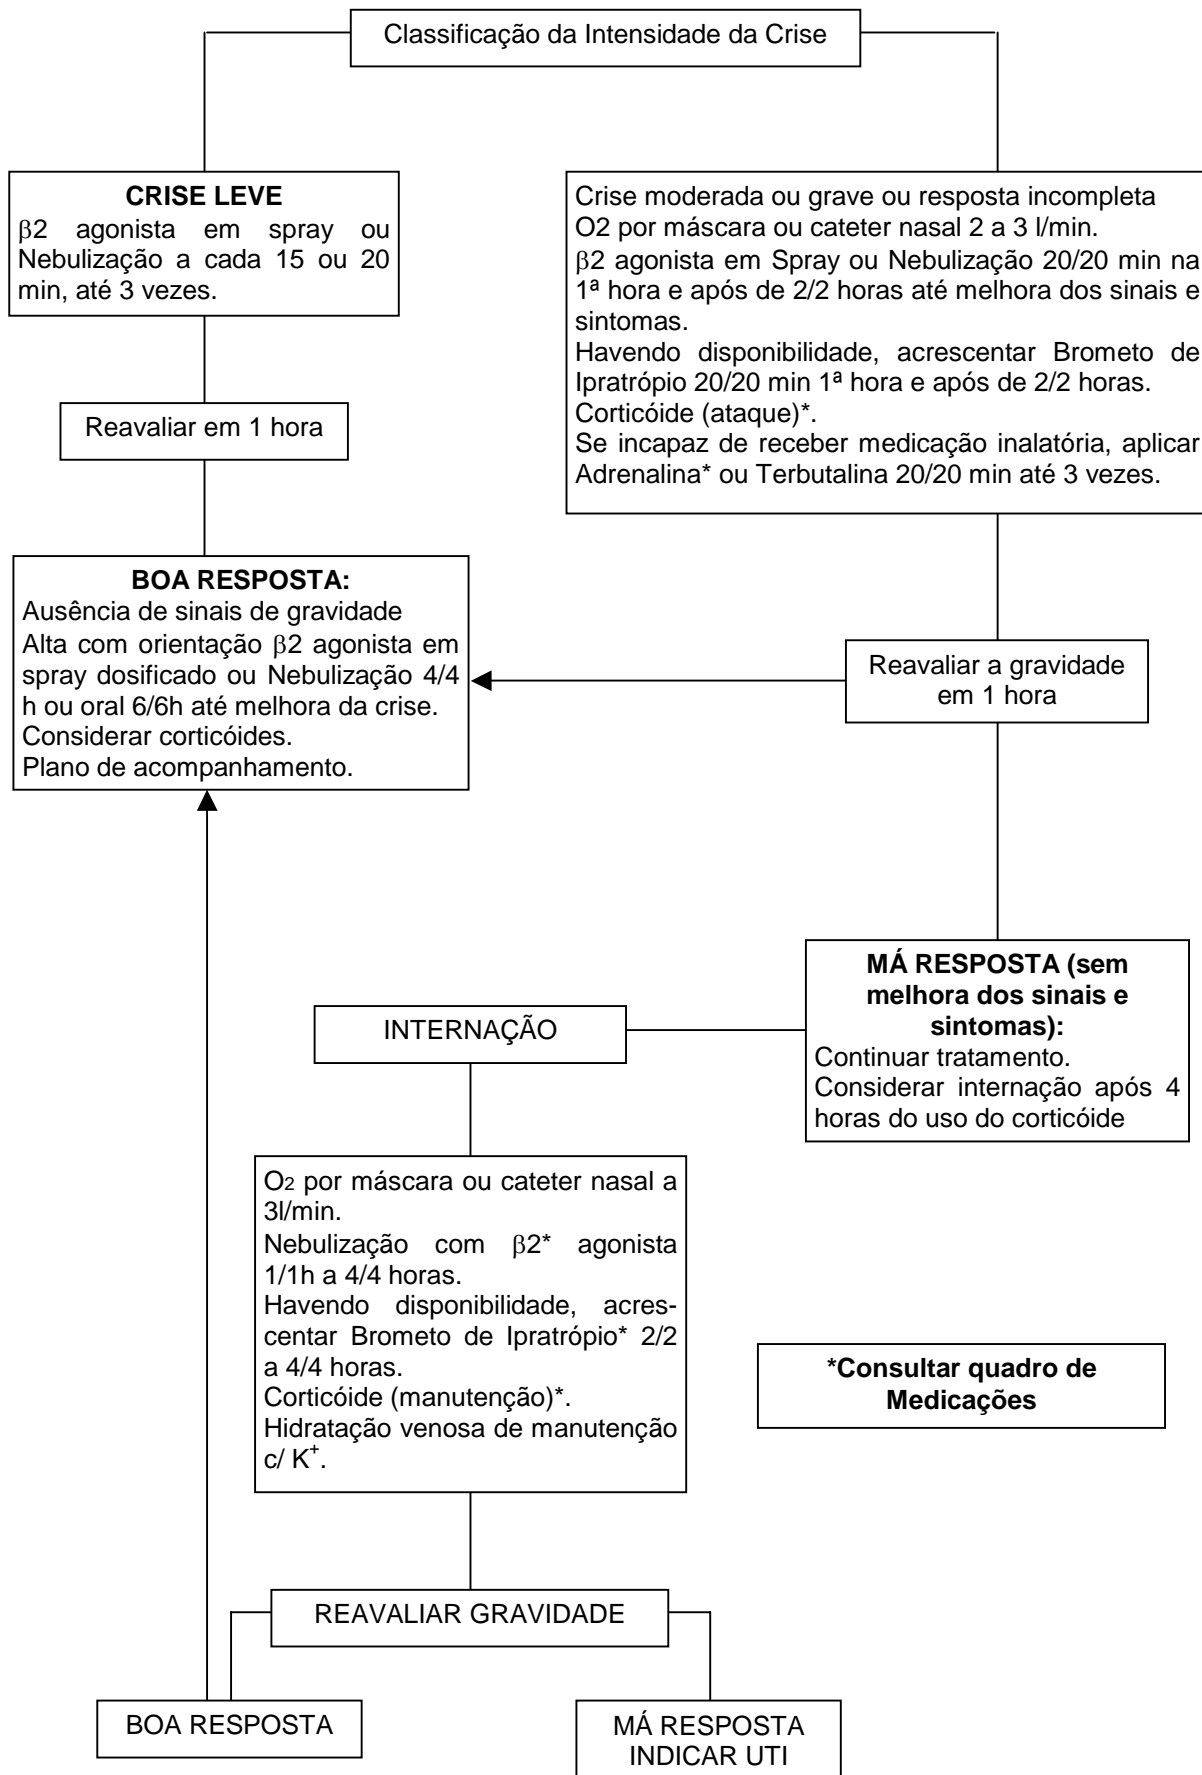 Classificação da Intensidade da Crise
CRISE LEVE
β2 agonista em spray ou
Nebulização a cada 15 ou 20
min, até 3 vezes.
Crise moderada ou grave ou resposta incompleta
O2 por máscara ou cateter nasal 2 a 3 l/min.
β2 agonista em Spray ou Nebulização 20/20 min na
1ª hora e após de 2/2 horas até melhora dos sinais e
sintomas.
Havendo disponibilidade, acrescentar Brometo de
Ipratrópio 20/20 min 1ª hora e após de 2/2 horas.
Corticóide (ataque)*.
Se incapaz de receber medicação inalatória, aplicar
Adrenalina* ou Terbutalina 20/20 min até 3 vezes.
Reavaliar em 1 hora
BOA RESPOSTA:
Ausência de sinais de gravidade
Alta com orientação β2 agonista em
spray dosificado ou Nebulização 4/4
h ou oral 6/6h até melhora da crise.
Considerar corticóides.
Plano de acompanhamento.
Reavaliar a gravidade
em 1 hora
MÁ RESPOSTA (sem
melhora dos sinais e
sintomas):
Continuar tratamento.
Considerar internação após 4
horas do uso do corticóide
INTERNAÇÃO
O2 por máscara ou cateter nasal a
3l/min.
Nebulização com β2* agonista
1/1h a 4/4 horas.
Havendo disponibilidade, acres-
centar Brometo de Ipratrópio* 2/2
a 4/4 horas.
Corticóide (manutenção)*.
Hidratação venosa de manutenção
c/ K+.
*Consultar quadro de
Medicações
REAVALIAR GRAVIDADE
BOA RESPOSTA
MÁ RESPOSTA
INDICAR UTI